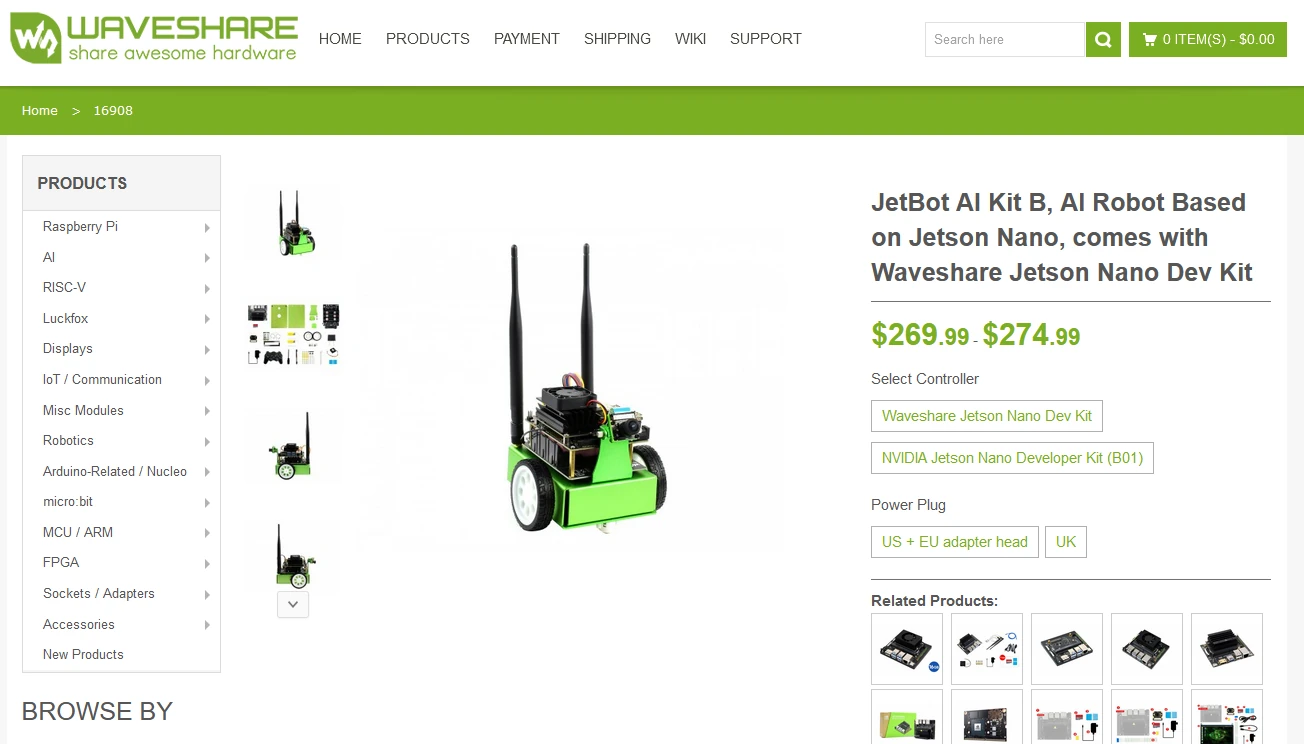 WAVESHARE
share awesome hardware
HOME PRODUCTS PAYMENT SHIPPING WIKI SUPPORT
Search here
0 ITEM(S) - $0.00
Home > 16908
PRODUCTS
Raspberry Pi
AI
RISC-V
Luckfox
Displays
IoT / Communication
Misc Modules
Robotics
Arduino-Related / Nucleo
micro:bit
MCU / ARM
FPGA
Sockets / Adapters
Accessories
New Products
BROWSE BY
JetBot AI Kit B, AI Robot Based
on Jetson Nano, comes with
Waveshare Jetson Nano Dev Kit
$269.99 - $274.99
Select Controller
Waveshare Jetson Nano Dev Kit
NVIDIA Jetson Nano Developer Kit (B01)
Power Plug
US + EU adapter head
UK
Related Products: